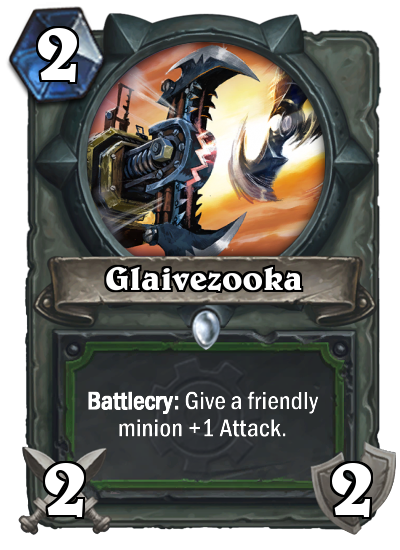 2
Glaivezooka
Battlecry: Give a friendly
minion +1 Attack.
2 2